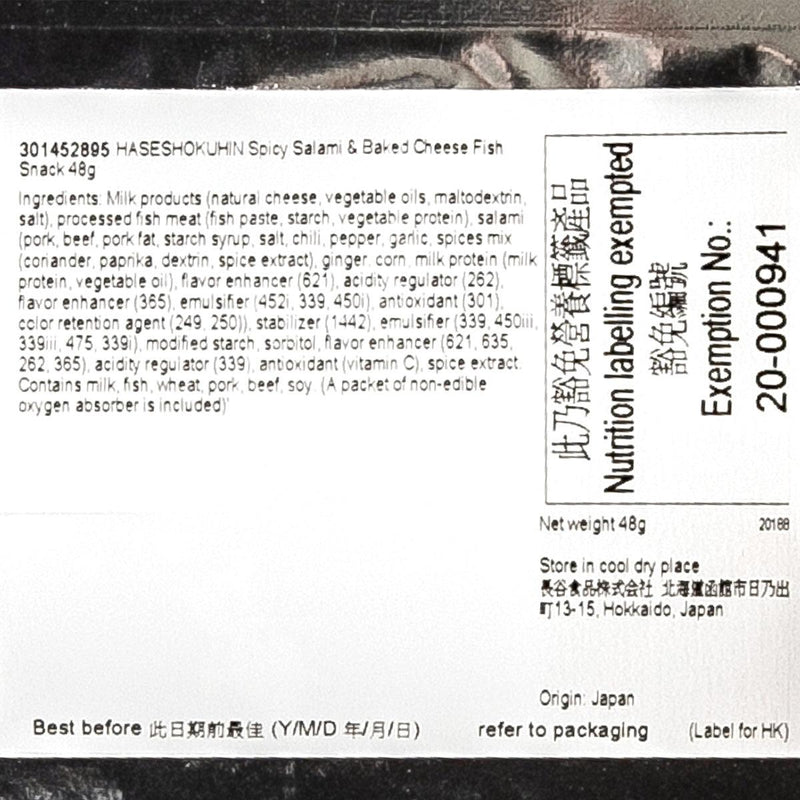 301452895 HASESHOKUHIN Spicy Salami & Baked Cheese Fish
Snack 48g
Ingredients: Milk products (natural cheese, vegetable oils, maltodextrin,
salt), processed fish meat (fish paste, starch, vegetable protein), salami
(pork, beef, pork fat, starch syrup, salt, chili, pepper, garlic, spices mix
(coriander, paprika, dextrin, spice extract), ginger, corn, milk protein (milk
protein, vegetable oil), flavor enhancer (621), acidity regulator (262),
flavor enhancer (365), emulsifier (452i, 339, 450i), antioxidant (301),
color retention agent (249, 250)), stabilizer (1442), emulsifier (339, 450iii,
339iii, 475, 339i), modified starch, sorbitol, flavor enhancer (621, 635,
262, 365), acidity regulator (339), antioxidant (vitamin C), spice extract.
Contains milk, fish, wheat, pork, beef, soy. (A packet of non-edible
oxygen absorber is included)'
此乃豁免營養標籤產品
Nutrition labelling exempted
豁免編號
Exemption No.:
20-000941
Net weight 48g
20188
Store in cool dry place
長谷食品株式会社 北海道函館市日乃出
町13-15, Hokkaido, Japan
Origin: Japan
Best before 此日期前最佳 (Y/M/D 年/月/日) refer to packaging (Label for HK)